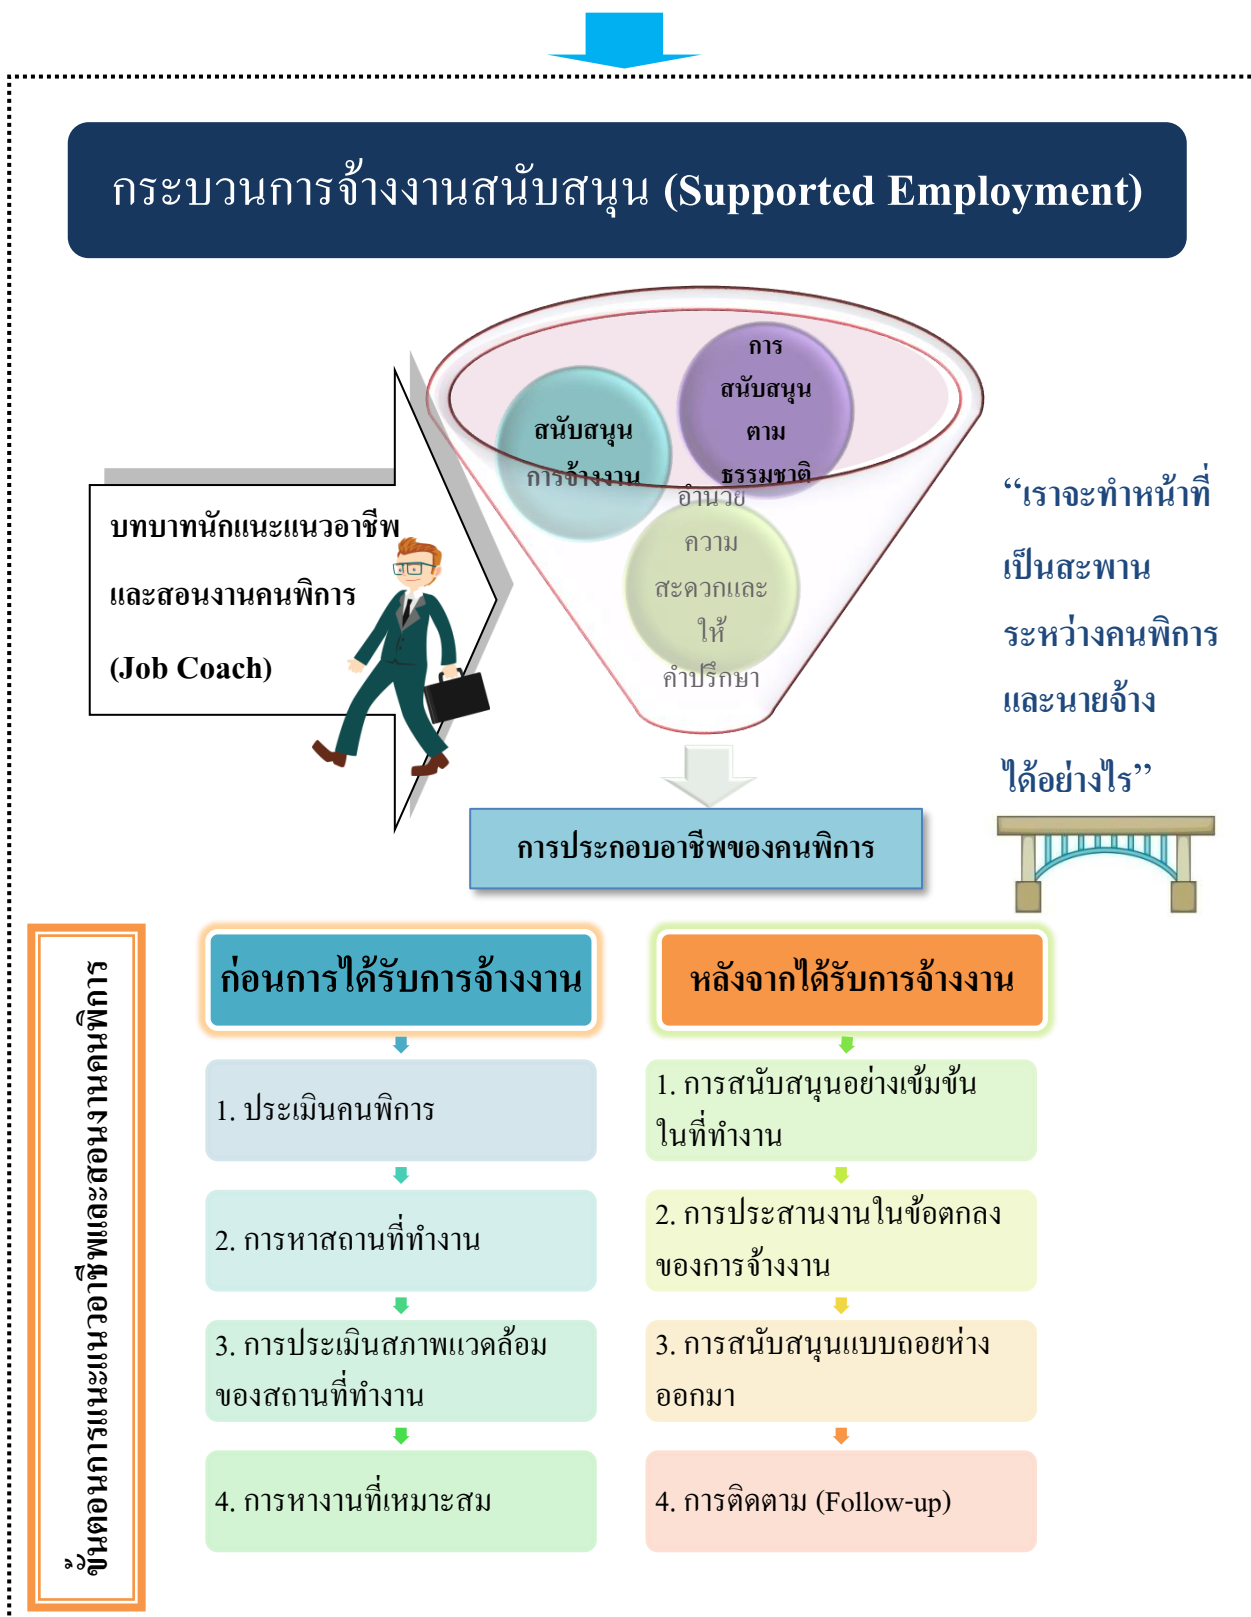 กระบวนการจ้างงานสนับสนุน (Supported Employment)
บทบาทนักแนะแนวอาชีพ
และสอนงานคนพิการ
(Job Coach)
สนับสนุน
การจ้างงาน
การ
สนับสนุน
ตาม
ธรรมชาติ
อำนวย
ความ
สะดวกและ
ให้
คำปรึกษา
“เราจะทำหน้าที่
เป็นสะพาน
ระหว่างคนพิการ
และนายจ้าง
ได้อย่างไร”
การประกอบอาชีพของคนพิการ
ขั้นตอนการแนะแนวอาชีพและสอนงานคนพิการ
ก่อนการได้รับการจ้างงาน
1. ประเมินคนพิการ
2. การหาสถานที่ทำงาน
3. การประเมินสภาพแวดล้อม
ของสถานที่ทำงาน
4. การหางานที่เหมาะสม
หลังจากได้รับการจ้างงาน
1. การสนับสนุนอย่างเข้มข้น
ในที่ทำงาน
2. การประสานงานในข้อตกลง
ของการจ้างงาน
3. การสนับสนุนแบบถอยห่าง
ออกมา
4. การติดตาม (Follow-up)